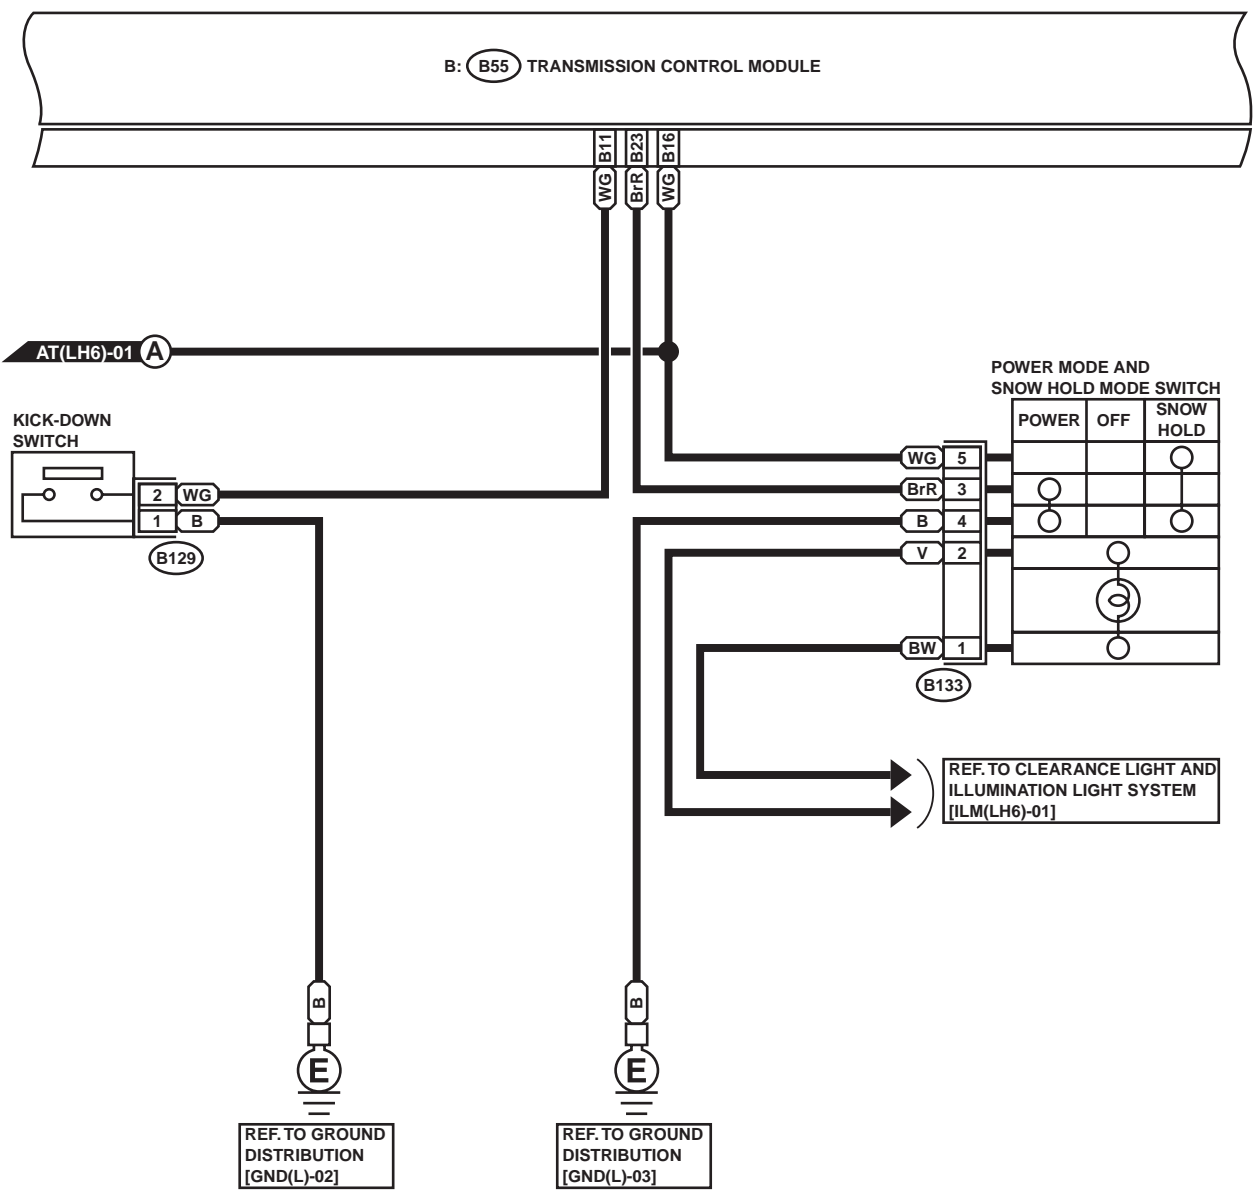 B: B55 TRANSMISSION CONTROL MODULE
B11 B23 B16
WG BrR WG
AT(LH6)-01 A
POWER MODE AND
SNOW HOLD MODE SWITCH
POWER OFF SNOW
HOLD
KICK-DOWN
SWITCH
WG 5
BrR 3
B 4
V 2
BW 1
B133
2 WG
1 B
B129
REF. TO CLEARANCE LIGHT AND
ILLUMINATION LIGHT SYSTEM
[ILM(LH6)-01]
B
E
REF. TO GROUND
DISTRIBUTION
[GND(L)-02]
B
E
REF. TO GROUND
DISTRIBUTION
[GND(L)-03]